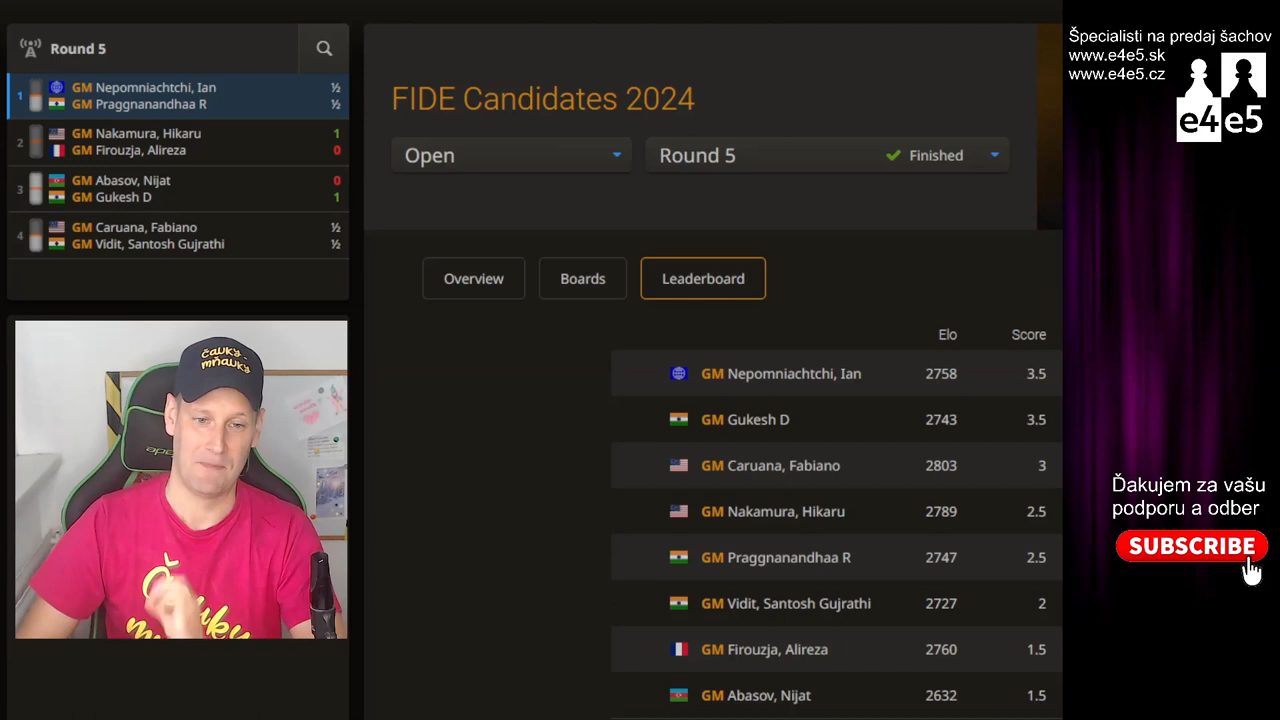 Round 5
1
GM Nepomniachtchi, Ian ½
GM Praggnanandhaa R ½
2
GM Nakamura, Hikaru 1
GM Firouzja, Alireza 0
3
GM Abasov, Nijat 0
GM Gukesh D 1
4
GM Caruana, Fabiano ½
GM Vidit, Santosh Gujrathi ½
FIDE Candidates 2024
Open
Round 5 Finished
Overview Boards Leaderboard
Elo Score
GM Nepomniachtchi, Ian 2758 3.5
GM Gukesh D 2743 3.5
GM Caruana, Fabiano 2803 3
GM Nakamura, Hikaru 2789 2.5
GM Praggnanandhaa R 2747 2.5
GM Vidit, Santosh Gujrathi 2727 2
GM Firouzja, Alireza 2760 1.5
GM Abasov, Nijat 2632 1.5
čauky-
mňauky
Špecialisti na predaj šachov
www.e4e5.sk
www.e4e5.cz
e4e5
Ďakujem za vašu
podporu a odber
SUBSCRIBE